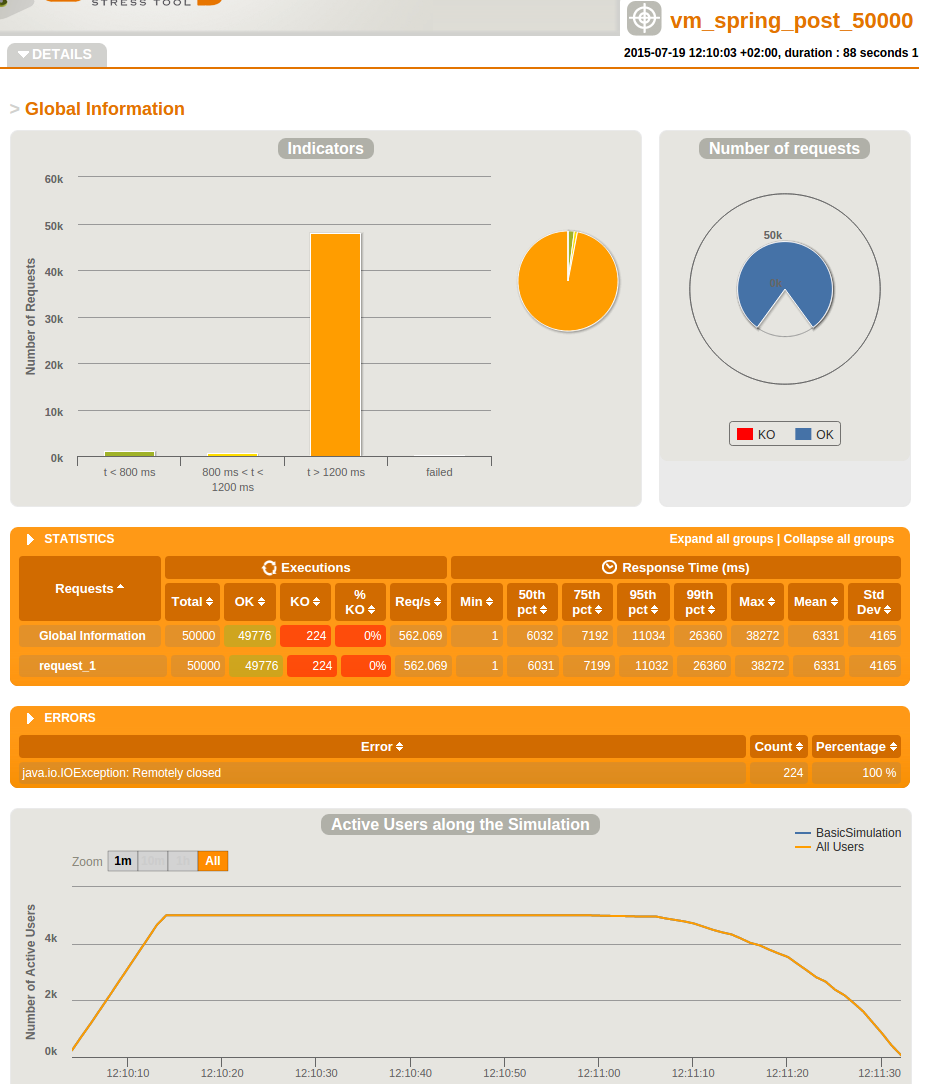 STRESS TOOL
vm_spring_post_50000
DETAILS
2015-07-19 12:10:03 +02:00, duration : 88 seconds 1
> Global Information
Indicators
Number of requests
Number of Requests
60k
50k
40k
30k
20k
10k
0k
t < 800 ms
800 ms < t <
1200 ms
t > 1200 ms
failed
50k
0k
KO OK
STATISTICS
Expand all groups | Collapse all groups
Requests
Executions
Response Time (ms)
Total OK KO % KO Req/s Min 50th pct 75th pct 95th pct 99th pct Max Mean Std Dev
Global Information 50000 49776 224 0% 562.069 1 6032 7192 11034 26360 38272 6331 4165
request_1 50000 49776 224 0% 562.069 1 6031 7199 11032 26360 38272 6331 4165
ERRORS
Error Count Percentage
java.io.IOException: Remotely closed 224 100 %
Active Users along the Simulation
BasicSimulation
All Users
Zoom 1m 10m 1h All
Number of Active Users
4k
2k
0k
12:10:10 12:10:20 12:10:30 12:10:40 12:10:50 12:11:00 12:11:10 12:11:20 12:11:30